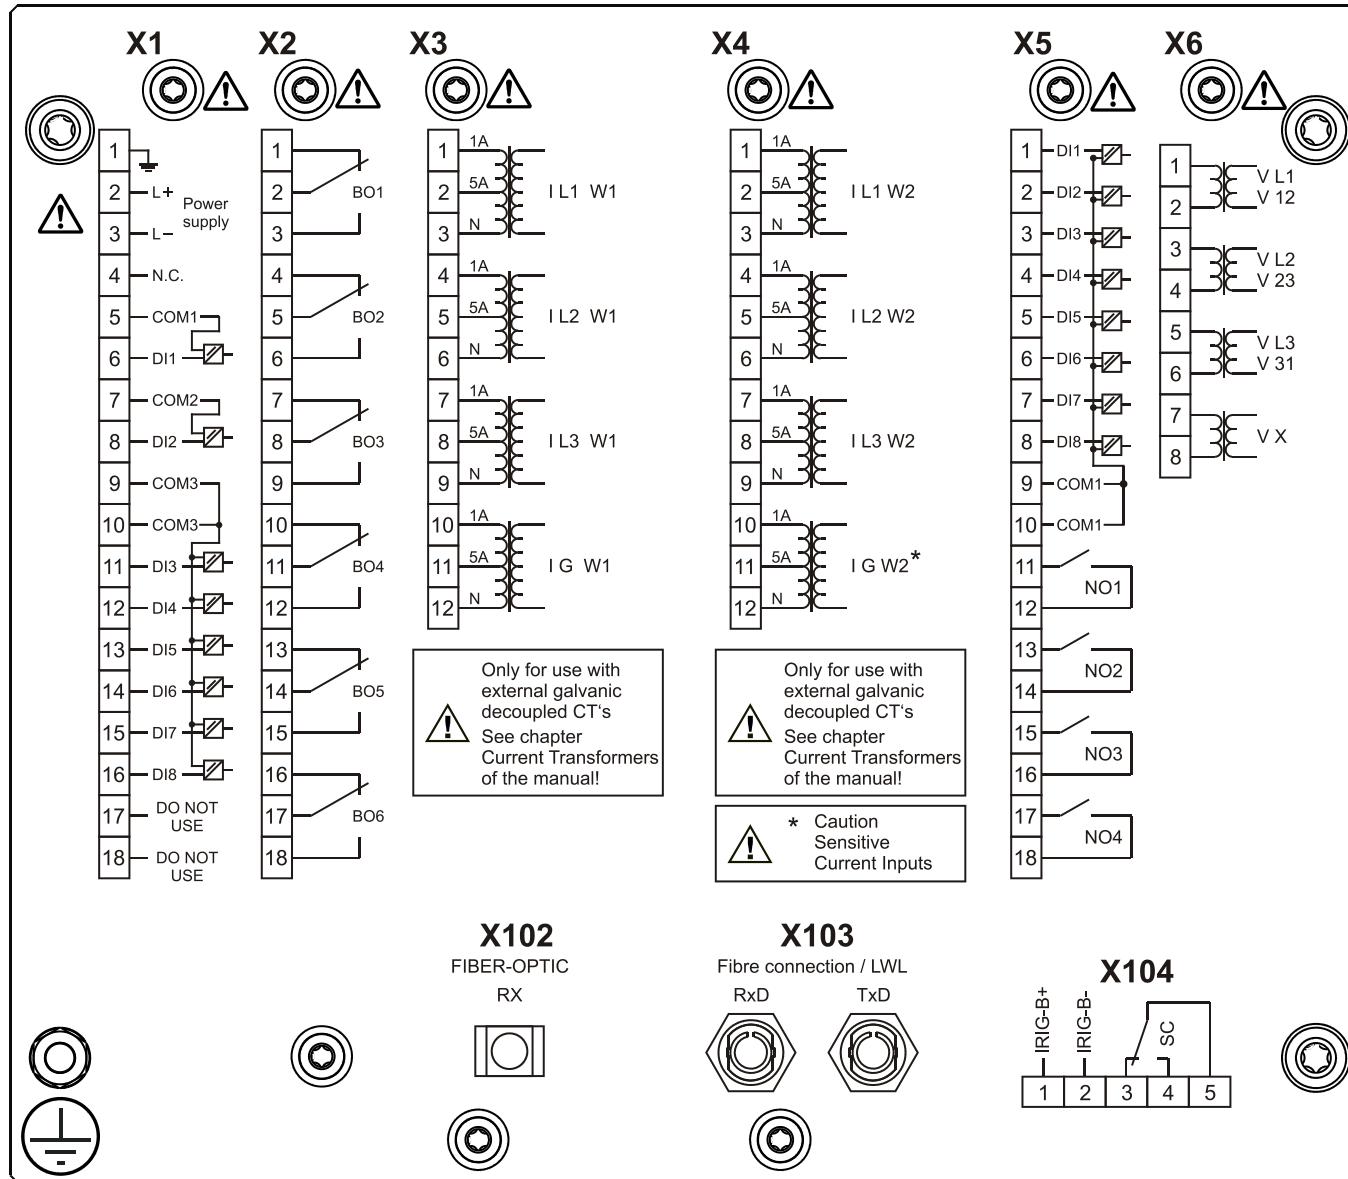 X1
1
2 L+
Power
supply
3 L–
4 N.C.
5 COM1
6 DI1
7 COM2
8 DI2
9 COM3
10 COM3
11 DI3
12 DI4
13 DI5
14 DI6
15 DI7
16 DI8
17 DO NOT
USE
18 DO NOT
USE
X2
1
2 BO1
3
4
5 BO2
6
7
8 BO3
9
10
11 BO4
12
13
14 BO5
15
16
17 BO6
18
X3
1 1A
2 5A I L1 W1
3 N
4 1A
5 5A I L2 W1
6 N
7 1A
8 5A I L3 W1
9 N
10 1A
11 5A I G W1
12 N
Only for use with
external galvanic
decoupled CT's
See chapter
Current Transformers
of the manual!
X4
1 1A
2 5A I L1 W2
3 N
4 1A
5 5A I L2 W2
6 N
7 1A
8 5A I L3 W2
9 N
10 1A
11 5A I G W2*
12 N
Only for use with
external galvanic
decoupled CT's
See chapter
Current Transformers
of the manual!
* Caution
Sensitive
Current Inputs
X5
1 DI1
2 DI2
3 DI3
4 DI4
5 DI5
6 DI6
7 DI7
8 DI8
9 COM1
10 COM1
11
NO1
12
13
NO2
14
15
NO3
16
17
NO4
18
X6
1
V L1
V 12
2
3
V L2
V 23
4
5
V L3
V 31
6
7
V X
8
X102
FIBER-OPTIC
RX
X103
Fibre connection / LWL
RxD TxD
X104
IRIG-B+
IRIG-B-
SC
1 2 3 4 5